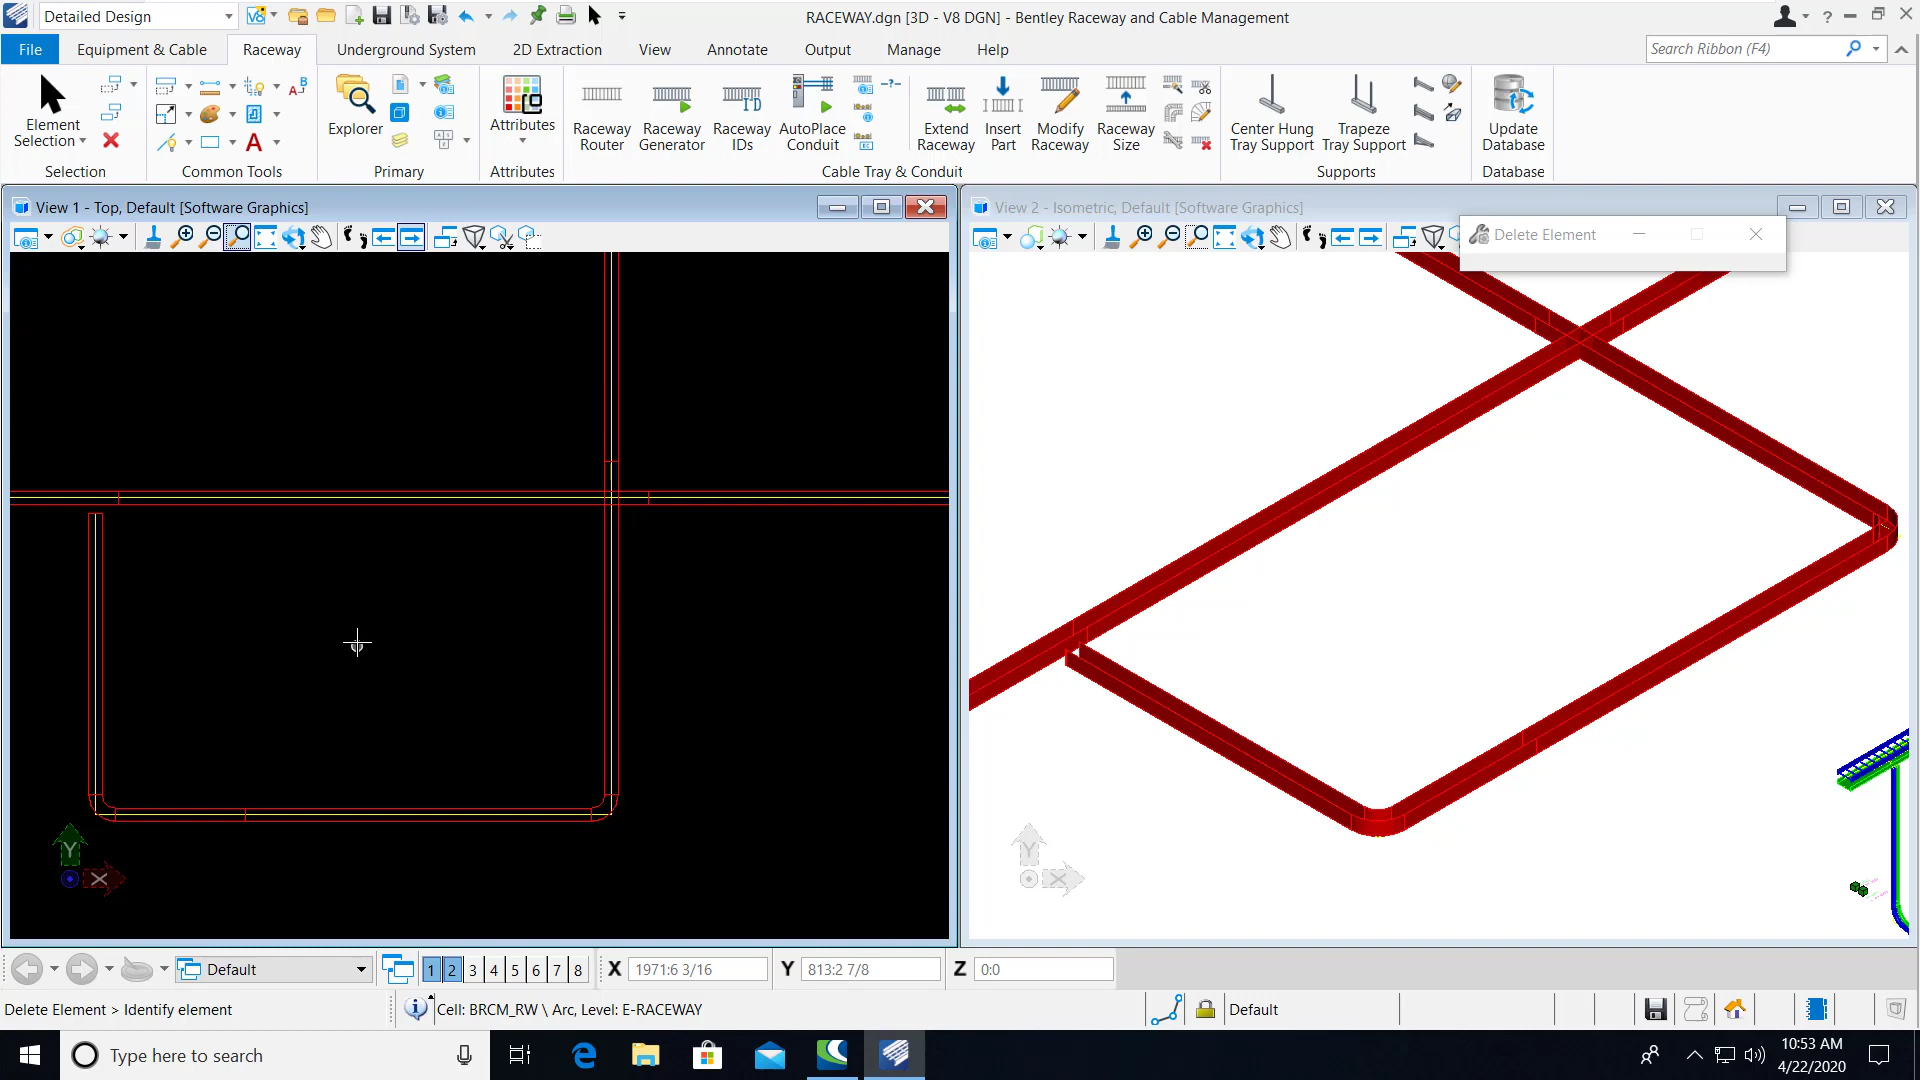 Detailed Design
RACEWAY.dgn [3D - V8 DGN] - Bentley Raceway and Cable Management
File
Equipment & Cable
Raceway
Underground System
2D Extraction
View
Annotate
Output
Manage
Help
Search Ribbon (F4)
Element
Selection
Selection
Common Tools
Explorer
Primary
Attributes
Attributes
Raceway
Router
Raceway
Generator
Raceway
IDs
AutoPlace
Conduit
Extend
Raceway
Insert
Part
Modify
Raceway
Raceway
Size
Cable Tray & Conduit
Center Hung
Tray Support
Trapeze
Tray Support
Supports
Update
Database
Database
View 1 - Top, Default [Software Graphics]
View 2 - Isometric, Default [Software Graphics]
Delete Element
Y
X
Y
X
Default
1 2 3 4 5 6 7 8
X 1971:6 3/16
Y 813:2 7/8
Z 0:0
Delete Element > Identify element
Cell: BRCM_RW \ Arc, Level: E-RACEWAY
Default
Type here to search
10:53 AM
4/22/2020